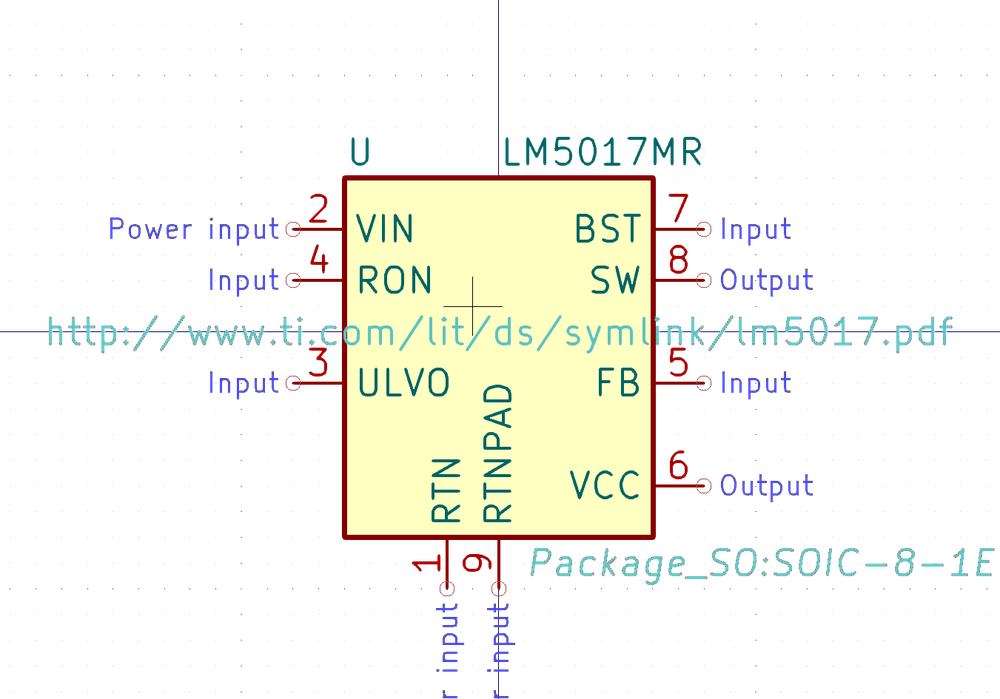 U LM5017MR
2 7
Power input VIN BST Input
4 8
Input RON SW Output
http://www.ti.com/lit/ds/symlink/lm5017.pdf
3 5
Input ULVO FB Input
6
VCC Output
RTN
RTNPAD
1
9
Package_SO:SOIC-8-1E
r input
r input